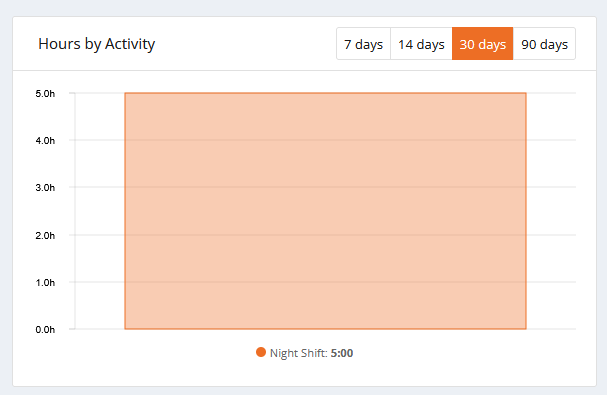 Hours by Activity
7 days 14 days 30 days 90 days
5.0h
4.0h
3.0h
2.0h
1.0h
0.0h
Night Shift: 5:00